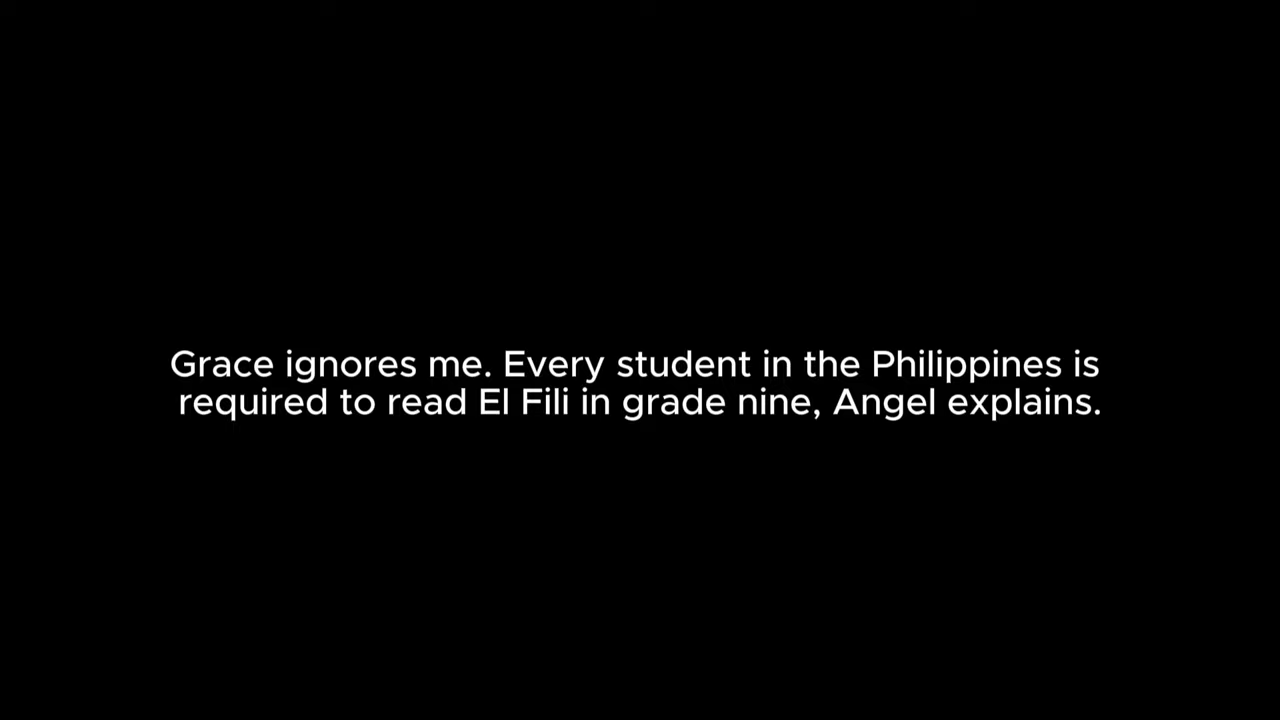 Grace ignores me. Every student in the Philippines is
required to read El Fili in grade nine, Angel explains.